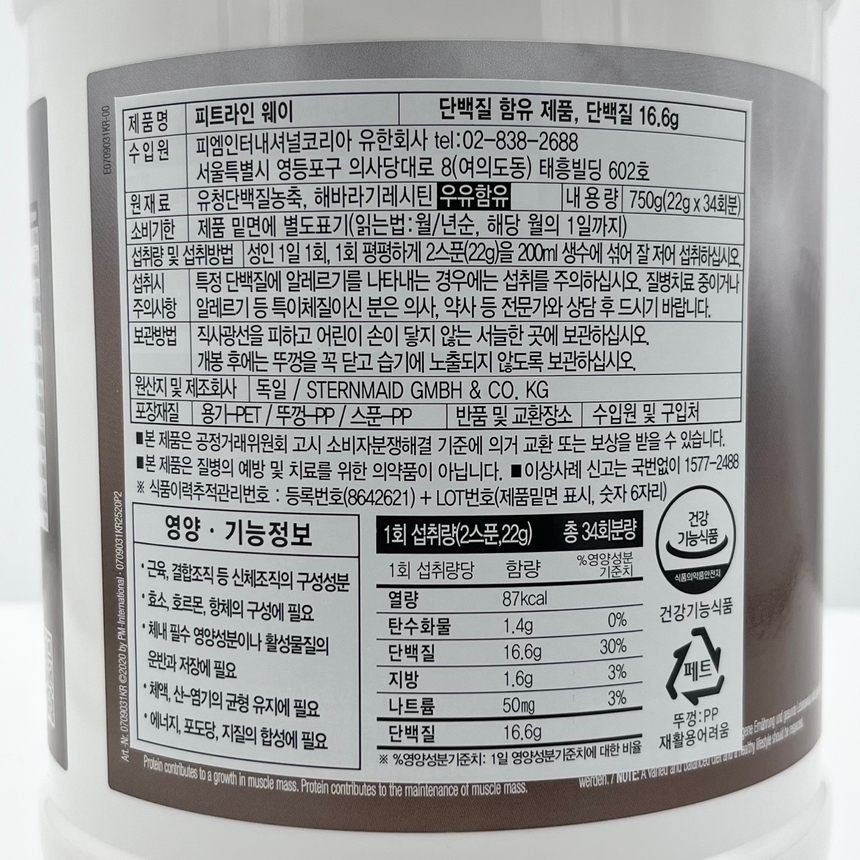 E0709031KR-00
제품명 피트라인 웨이 단백질 함유 제품, 단백질 16.6g
수입원 피엠인터내셔널코리아 유한회사 tel:02-838-2688
서울특별시 영등포구 의사당대로 8(여의도동) 태흥빌딩 602호
원재료 유청단백질농축, 해바라기레시틴 우유함유 내용량 750g(22g x 34회분)
소비기한 제품 밑면에 별도표기(읽는법:월/년순, 해당 월의 1일까지)
섭취량 및 섭취방법 성인 1일 1회, 1회 평평하게 2스푼(22g)을 200ml 생수에 섞어 잘 저어 섭취하십시오.
섭취시 주의사항 특정 단백질에 알레르기를 나타내는 경우에는 섭취를 주의하십시오. 질병치료 중이거나
알레르기 등 특이체질이신 분은 의사, 약사 등 전문가와 상담 후 드시기 바랍니다.
보관방법 직사광선을 피하고 어린이 손이 닿지 않는 서늘한 곳에 보관하십시오.
개봉 후에는 뚜껑을 꼭 닫고 습기에 노출되지 않도록 보관하십시오.
원산지 및 제조회사 독일 / STERNMAID GMBH & CO. KG
포장재질 용기-PET / 뚜껑-PP / 스푼-PP 반품 및 교환장소 수입원 및 구입처
■본 제품은 공정거래위원회 고시 소비자분쟁해결 기준에 의거 교환 또는 보상을 받을 수 있습니다.
■본 제품은 질병의 예방 및 치료를 위한 의약품이 아닙니다. ■이상사례 신고는 국번없이 1577-2488
※ 식품이력추적관리번호 : 등록번호(8642621) + LOT번호(제품밑면 표시, 숫자 6자리)
영양 · 기능정보
• 근육, 결합조직 등 신체조직의 구성성분
• 효소, 호르몬, 항체의 구성에 필요
• 체내 필수 영양성분이나 활성물질의
운반과 저장에 필요
• 체액, 산-염기의 균형 유지에 필요
• 에너지, 포도당, 지질의 합성에 필요
1회 섭취량(2스푼,22g) 총 34회분량
1회 섭취량당 함량 %영양성분기준치
열량 87kcal
탄수화물 1.4g 0%
단백질 16.6g 30%
지방 1.6g 3%
나트륨 50mg 3%
단백질 16.6g
※ %영양성분기준치: 1일 영양성분기준치에 대한 비율
건강
기능식품
식품의약품안전처
건강기능식품
페트
뚜껑:PP
재활용어려움
Art.-Nr. 0709031KR ©2020 by PM-International · 0709031KR2520P2
Protein contributes to a growth in muscle mass. Protein contributes to the maintenance of muscle mass.
werden. / NOTE: A varied and balanced diet and a healthy lifestyle should be respected.